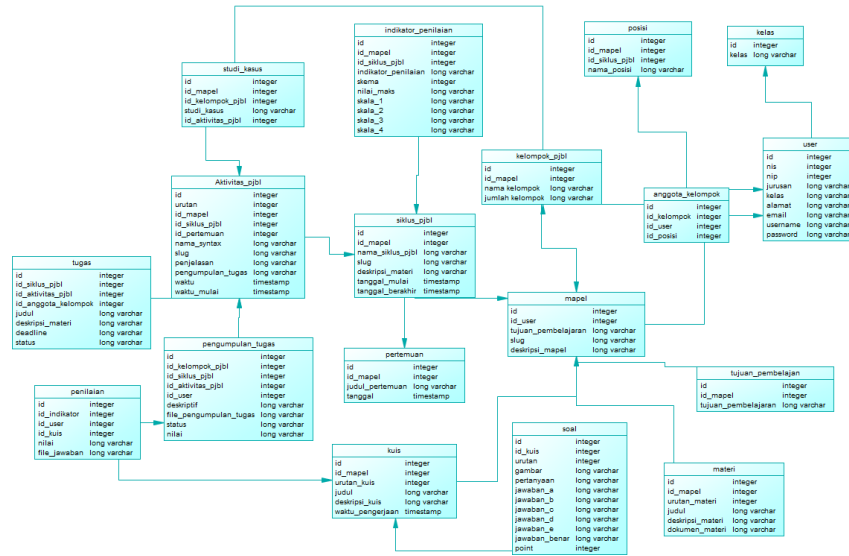 studi_kasus
id integer
id_mapel integer
id_kelompok_pjbl integer
studi_kasus long varchar
id_aktivitas_pjbl integer
indikator_penilaian
id integer
id_mapel integer
id_siklus_pjbl integer
indikator_penilaian long varchar
skema integer
nilai_maks long varchar
skala_1 long varchar
skala_2 long varchar
skala_3 long varchar
skala_4 long varchar
posisi
id integer
id_mapel integer
id_siklus_pjbl integer
nama_posisi long varchar
kelas
id integer
kelas long varchar
kelompok_pjbl
id integer
id_mapel integer
nama kelompok long varchar
jumlah kelompok long varchar
user
id integer
nis integer
nip integer
jurusan long varchar
kelas long varchar
alamat long varchar
email long varchar
username long varchar
password long varchar
anggota_kelompok
id integer
id_kelompok integer
id_user integer
id_posisi integer
Aktivitas_pjbl
id integer
urutan integer
id_mapel integer
id_siklus_pjbl integer
id_pertemuan integer
nama_syntax long varchar
slug long varchar
penjelasan long varchar
pengumpulan_tugas long varchar
waktu timestamp
waktu_mulai timestamp
siklus_pjbl
id integer
id_mapel integer
nama_siklus_pjbl long varchar
slug long varchar
deskripsi_materi long varchar
tanggal_mulai timestamp
tanggal_berakhir timestamp
tugas
id integer
id_siklus_pjbl integer
id_aktivitas_pjbl integer
id_anggota_kelompok integer
judul long varchar
deskripsi_materi long varchar
deadline long varchar
status long varchar
mapel
id integer
id_user integer
tujuan_pembelajaran long varchar
slug long varchar
deskripsi_mapel long varchar
pengumpulan_tugas
id integer
id_kelompok_pjbl integer
id_siklus_pjbl integer
id_aktivitas_pjbl integer
id_user integer
deskriptif long varchar
file_pengumpulan_tugas long varchar
status long varchar
nilai long varchar
pertemuan
id integer
id_mapel integer
judul_pertemuan long varchar
tanggal timestamp
tujuan_pembelajan
id integer
id_mapel integer
tujuan_pembelajaran long varchar
penilaian
id integer
id_indikator integer
id_user integer
id_kuis integer
nilai long varchar
file_jawaban long varchar
kuis
id integer
id_mapel integer
urutan_kuis integer
judul long varchar
deskripsi_kuis long varchar
waktu_pengerjaan timestamp
soal
id integer
id_kuis integer
urutan integer
gambar long varchar
pertanyaan long varchar
jawaban_a long varchar
jawaban_b long varchar
jawaban_c long varchar
jawaban_d long varchar
jawaban_e long varchar
jawaban_benar long varchar
point integer
materi
id integer
id_mapel integer
urutan_materi integer
judul long varchar
deskripsi_materi long varchar
dokumen_materi long varchar